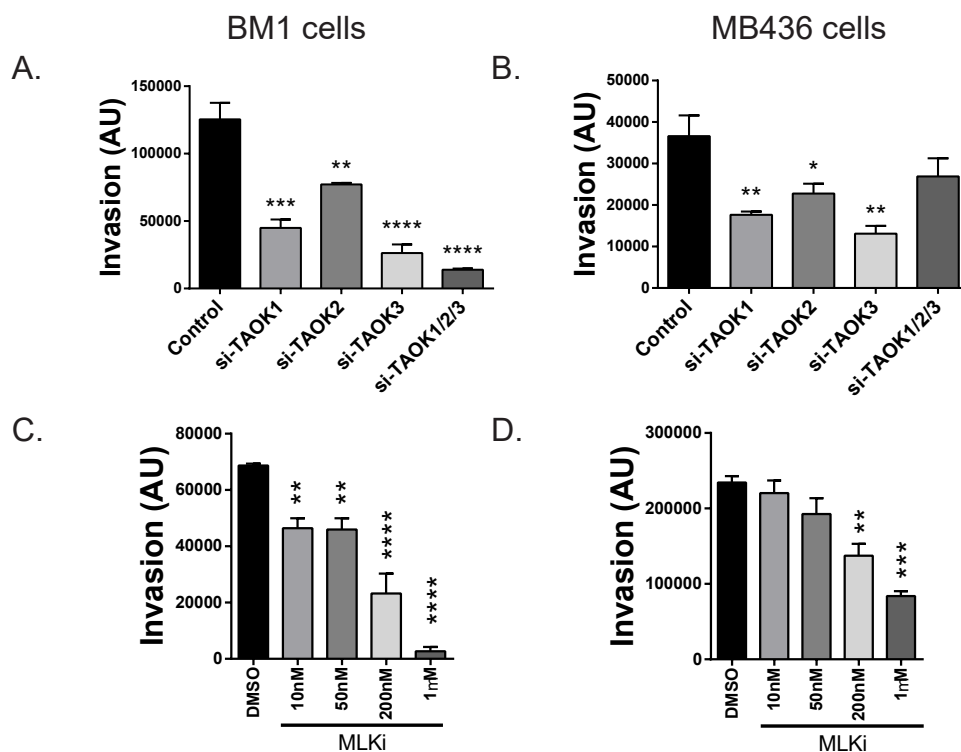 BM1 cells
MB436 cells
A.
Invasion (AU)
150000
100000
50000
0
***
**
****
****
Control
si-TAOK1
si-TAOK2
si-TAOK3
si-TAOK1/2/3
B.
Invasion (AU)
50000
40000
30000
20000
10000
0
**
*
**
Control
si-TAOK1
si-TAOK2
si-TAOK3
si-TAOK1/2/3
C.
Invasion (AU)
80000
60000
40000
20000
0
**
**
****
****
DMSO
10nM
50nM
200nM
1mM
MLKi
D.
Invasion (AU)
300000
200000
100000
0
**
***
DMSO
10nM
50nM
200nM
1mM
MLKi